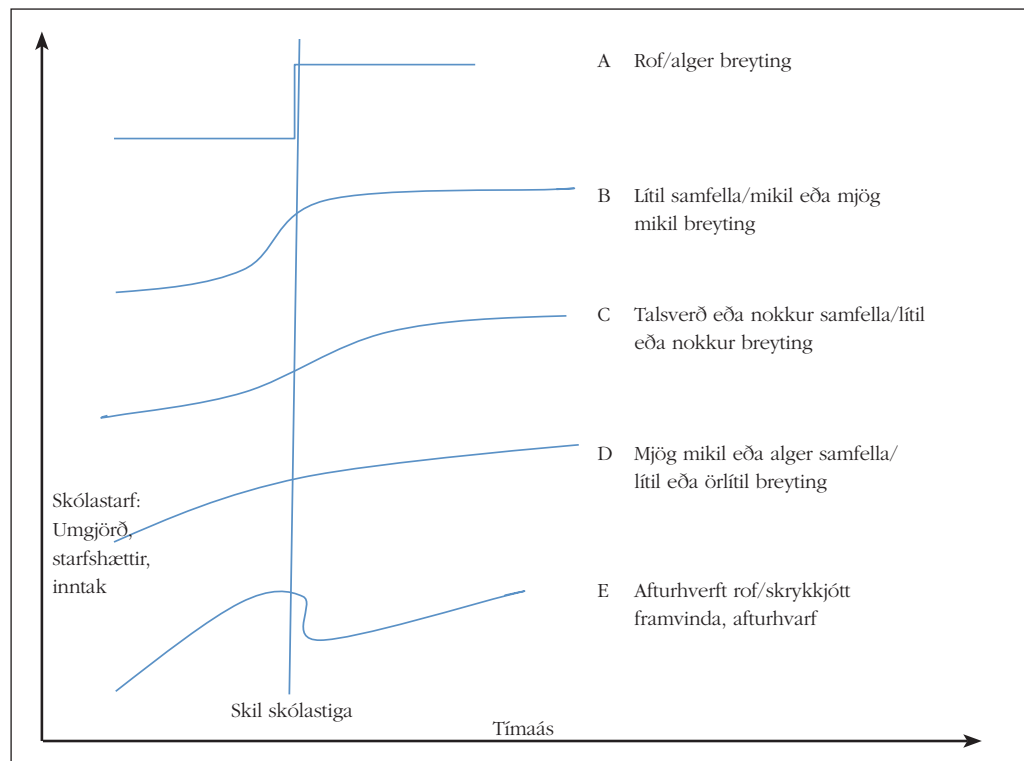 A Rof/alger breyting
B Lítil samfella/mikil eða mjög
mikil breyting
C Talsverð eða nokkur samfella/lítil
eða nokkur breyting
D Mjög mikil eða alger samfella/
lítil eða örlítil breyting
Skólastarf:
Umgjörð,
starfshættir,
inntak
E Afturhverft rof/skrykkjótt
framvinda, afturhvarf
Skil skólastiga
Tímaás